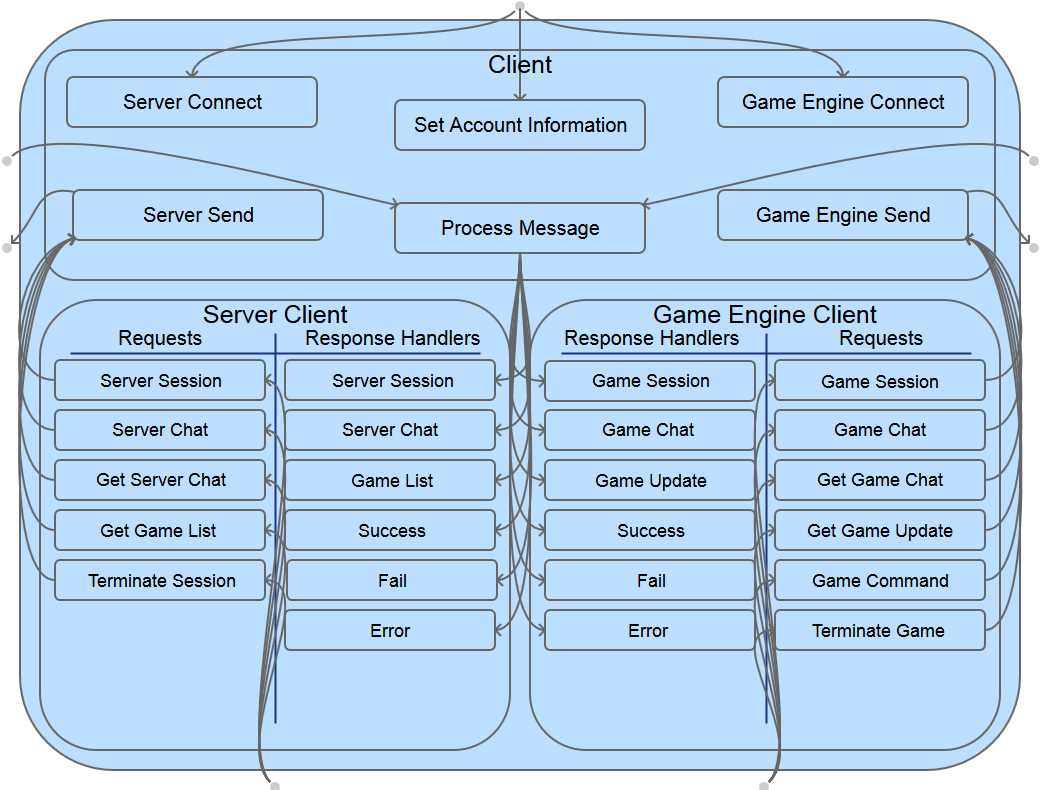 Client
Server Connect
Set Account Information
Game Engine Connect
Server Send
Process Message
Game Engine Send
Server Client
Requests
Response Handlers
Server Session
Server Session
Server Chat
Server Chat
Get Server Chat
Game List
Get Game List
Success
Terminate Session
Fail
Error
Game Engine Client
Response Handlers
Requests
Game Session
Game Session
Game Chat
Game Chat
Game Update
Get Game Chat
Success
Get Game Update
Fail
Game Command
Error
Terminate Game